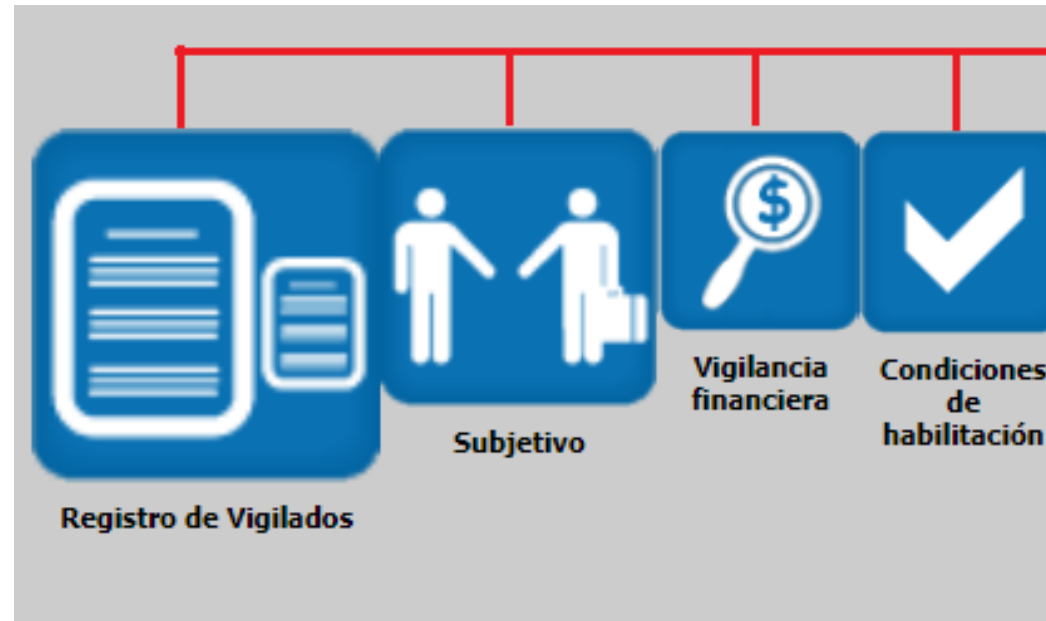 Registro de Vigilados
Subjetivo
$
Vigilancia
financiera
Condiciones
de
habilitación